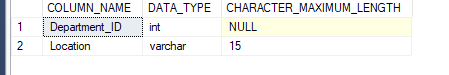 COLUMN_NAME DATA_TYPE CHARACTER_MAXIMUM_LENGTH
1 Department_ID int NULL
2 Location varchar 15